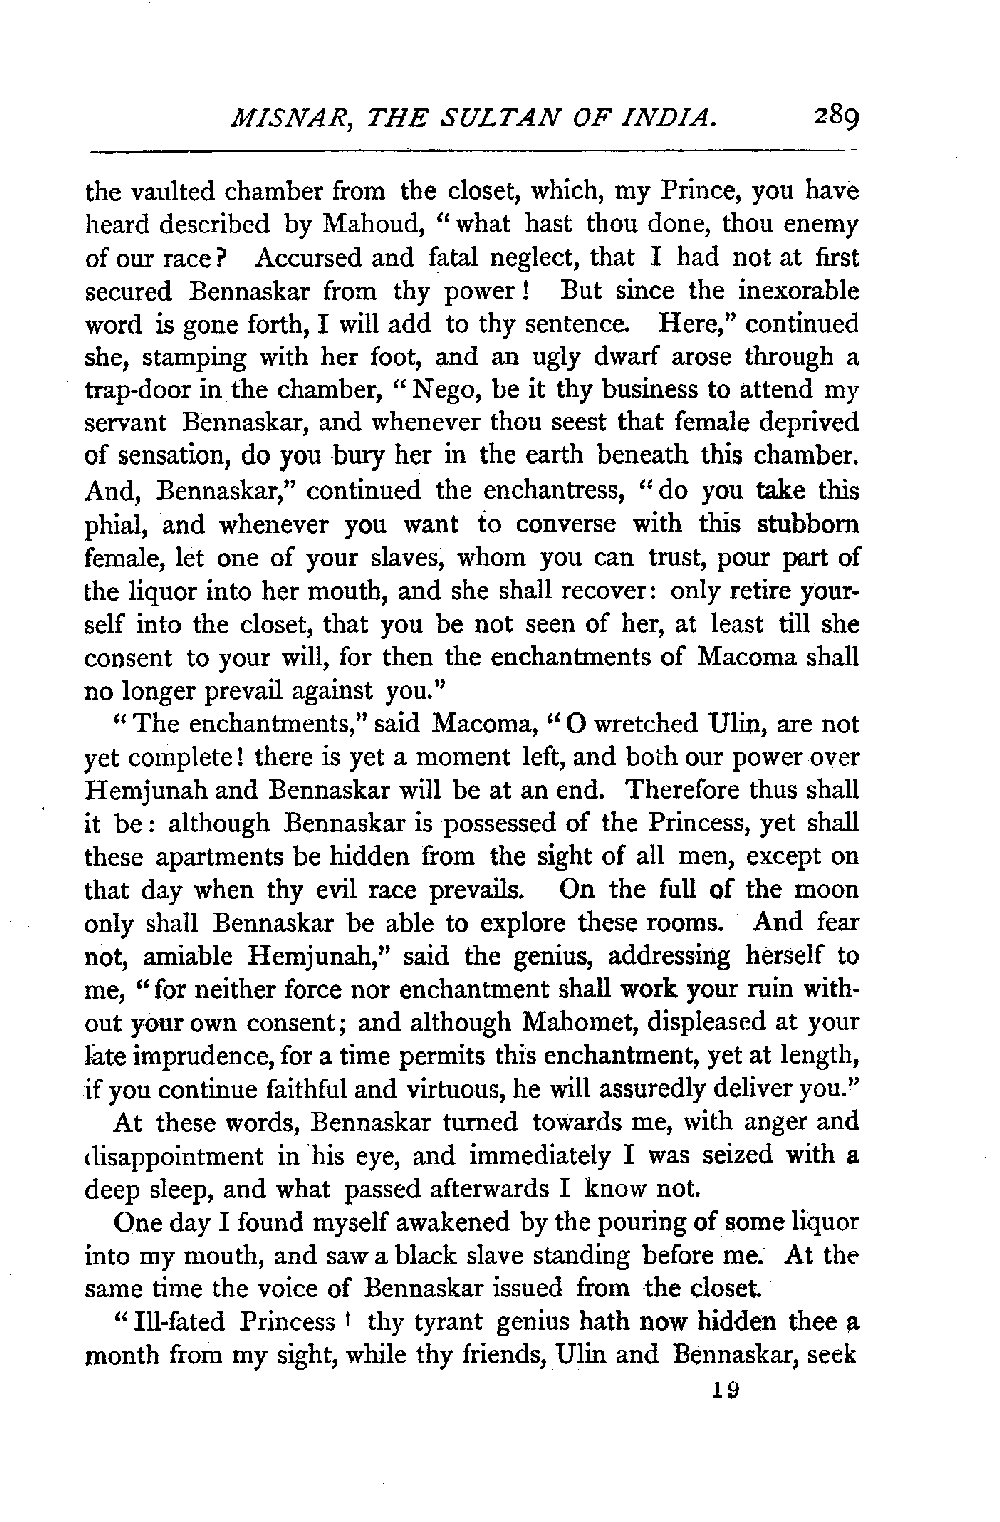 MISNAR, THE SULTAN OF INDIA. 289
the vaulted chamber from the closet, which, my Prince, you have
heard described by Mahoud, “what hast thou done, thou enemy
of our race? Accursed and fatal neglect, that I had not at first
secured Bennaskar from thy power! But since the inexorable
word is gone forth, I will add to thy sentence. Here,” continued
she, stamping with her foot, and an ugly dwarf arose through a
trap-door in the chamber, “Nego, be it thy business to attend my
servant Bennaskar, and whenever thou seest that female deprived
of sensation, do you bury her in the earth beneath this chamber.
And, Bennaskar,” continued the enchantress, “do you take this
phial, and whenever you want to converse with this stubborn
female, let one of your slaves, whom you can trust, pour part of
the liquor into her mouth, and she shall recover: only retire your-
self into the closet, that you be not seen of her, at least till she
consent to your will, for then the enchantments of Macoma shall
no longer prevail against you.”
“The enchantments,” said Macoma, “O wretched Ulin, are not
yet complete! there is yet a moment left, and both our power over
Hemjunah and Bennaskar will be at an end. Therefore thus shall
it be: although Bennaskar is possessed of the Princess, yet shall
these apartments be hidden from the sight of all men, except on
that day when thy evil race prevails. On the full of the moon
only shall Bennaskar be able to explore these rooms. And fear
not, amiable Hemjunah,” said the genius, addressing herself to
me, “for neither force nor enchantment shall work your ruin with-
out your own consent; and although Mahomet, displeased at your
late imprudence, for a time permits this enchantment, yet at length,
if you continue faithful and virtuous, he will assuredly deliver you.”
At these words, Bennaskar turned towards me, with anger and
disappointment in his eye, and immediately I was seized with a
deep sleep, and what passed afterwards I know not.
One day I found myself awakened by the pouring of some liquor
into my mouth, and saw a black slave standing before me. At the
same time the voice of Bennaskar issued from the closet.
“Ill-fated Princess! thy tyrant genius hath now hidden thee a
month from my sight, while thy friends, Ulin and Bennaskar, seek
19